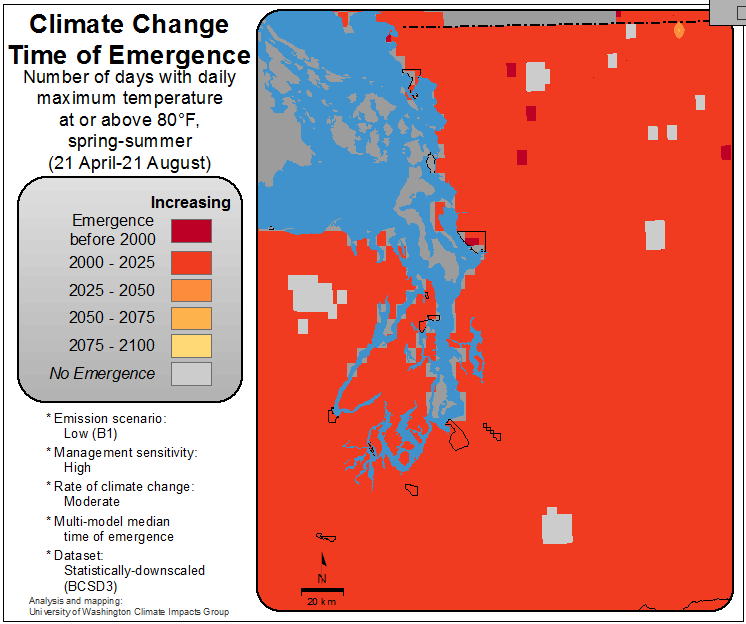 Climate Change
Time of Emergence
Number of days with daily
maximum temperature
at or above 80°F,
spring-summer
(21 April-21 August)
Increasing
Emergence
before 2000
2000 - 2025
2025 - 2050
2050 - 2075
2075 - 2100
No Emergence
* Emission scenario:
Low (B1)
* Management sensitivity:
High
* Rate of climate change:
Moderate
* Multi-model median
time of emergence
* Dataset:
Statistically-downscaled
(BCSD3)
Analysis and mapping:
University of Washington Climate Impacts Group
N
20 km